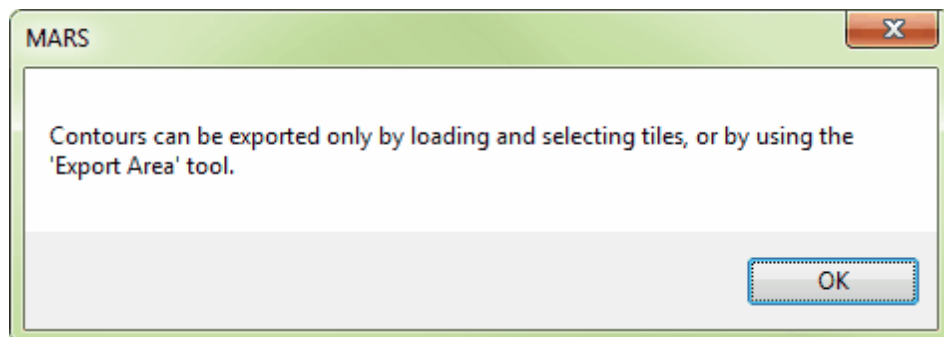 MARS
Contours can be exported only by loading and selecting tiles, or by using the
'Export Area' tool.
OK